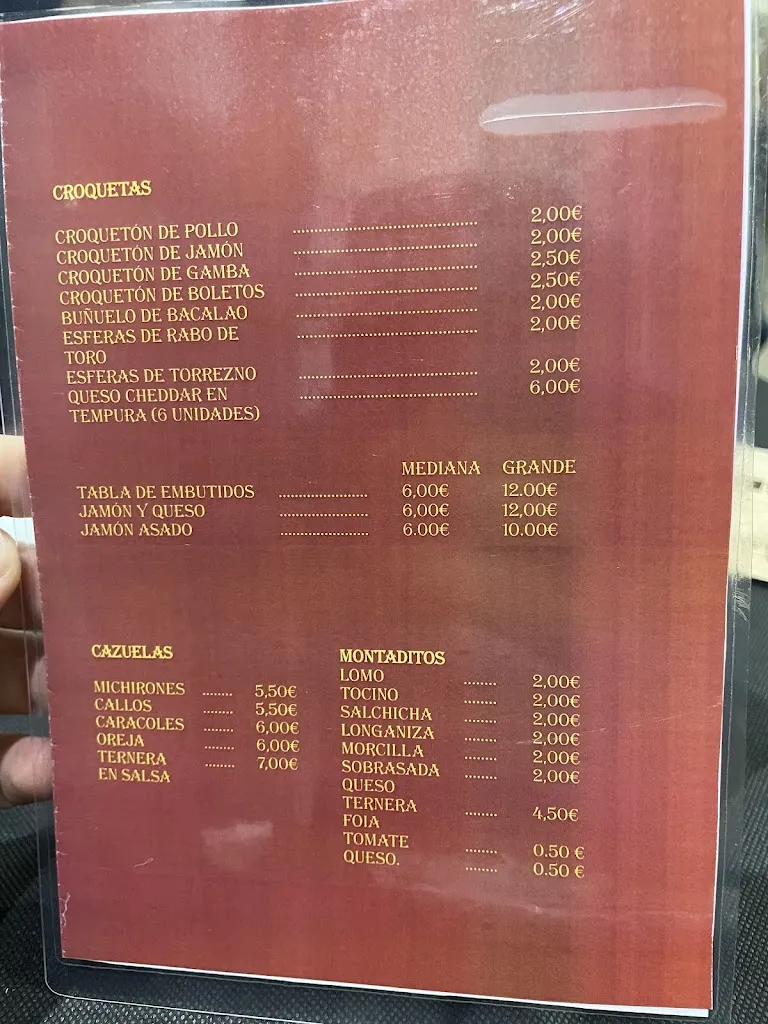 CROQUETAS
CROQUETÓN DE POLLO ........ 2,00€
CROQUETÓN DE JAMÓN ........ 2,00€
CROQUETÓN DE GAMBA ........ 2,50€
CROQUETÓN DE BOLETOS ........ 2,50€
BUÑUELO DE BACALAO ........ 2,00€
ESFERAS DE RABO DE ........ 2,00€
TORO
ESFERAS DE TORREZNO ........ 2,00€
QUESO CHEDDAR EN ........ 6,00€
TEMPURA (6 UNIDADES)
MEDIANA GRANDE
TABLA DE EMBUTIDOS ........ 6,00€ 12.00€
JAMÓN Y QUESO ........ 6,00€ 12,00€
JAMÓN ASADO ........ 6.00€ 10.00€
CAZUELAS
MICHIRONES ........ 5,50€
CALLOS ........ 5,50€
CARACOLES ........ 6,00€
OREJA ........ 6,00€
TERNERA ........ 7,00€
EN SALSA
MONTADITOS
LOMO ........ 2,00€
TOCINO ........ 2,00€
SALCHICHA ........ 2,00€
LONGANIZA ........ 2,00€
MORCILLA ........ 2,00€
SOBRASADA ........ 2,00€
QUESO
TERNERA ........ 4,50€
FOIA
TOMATE ........ 0.50 €
QUESO. ........ 0.50 €